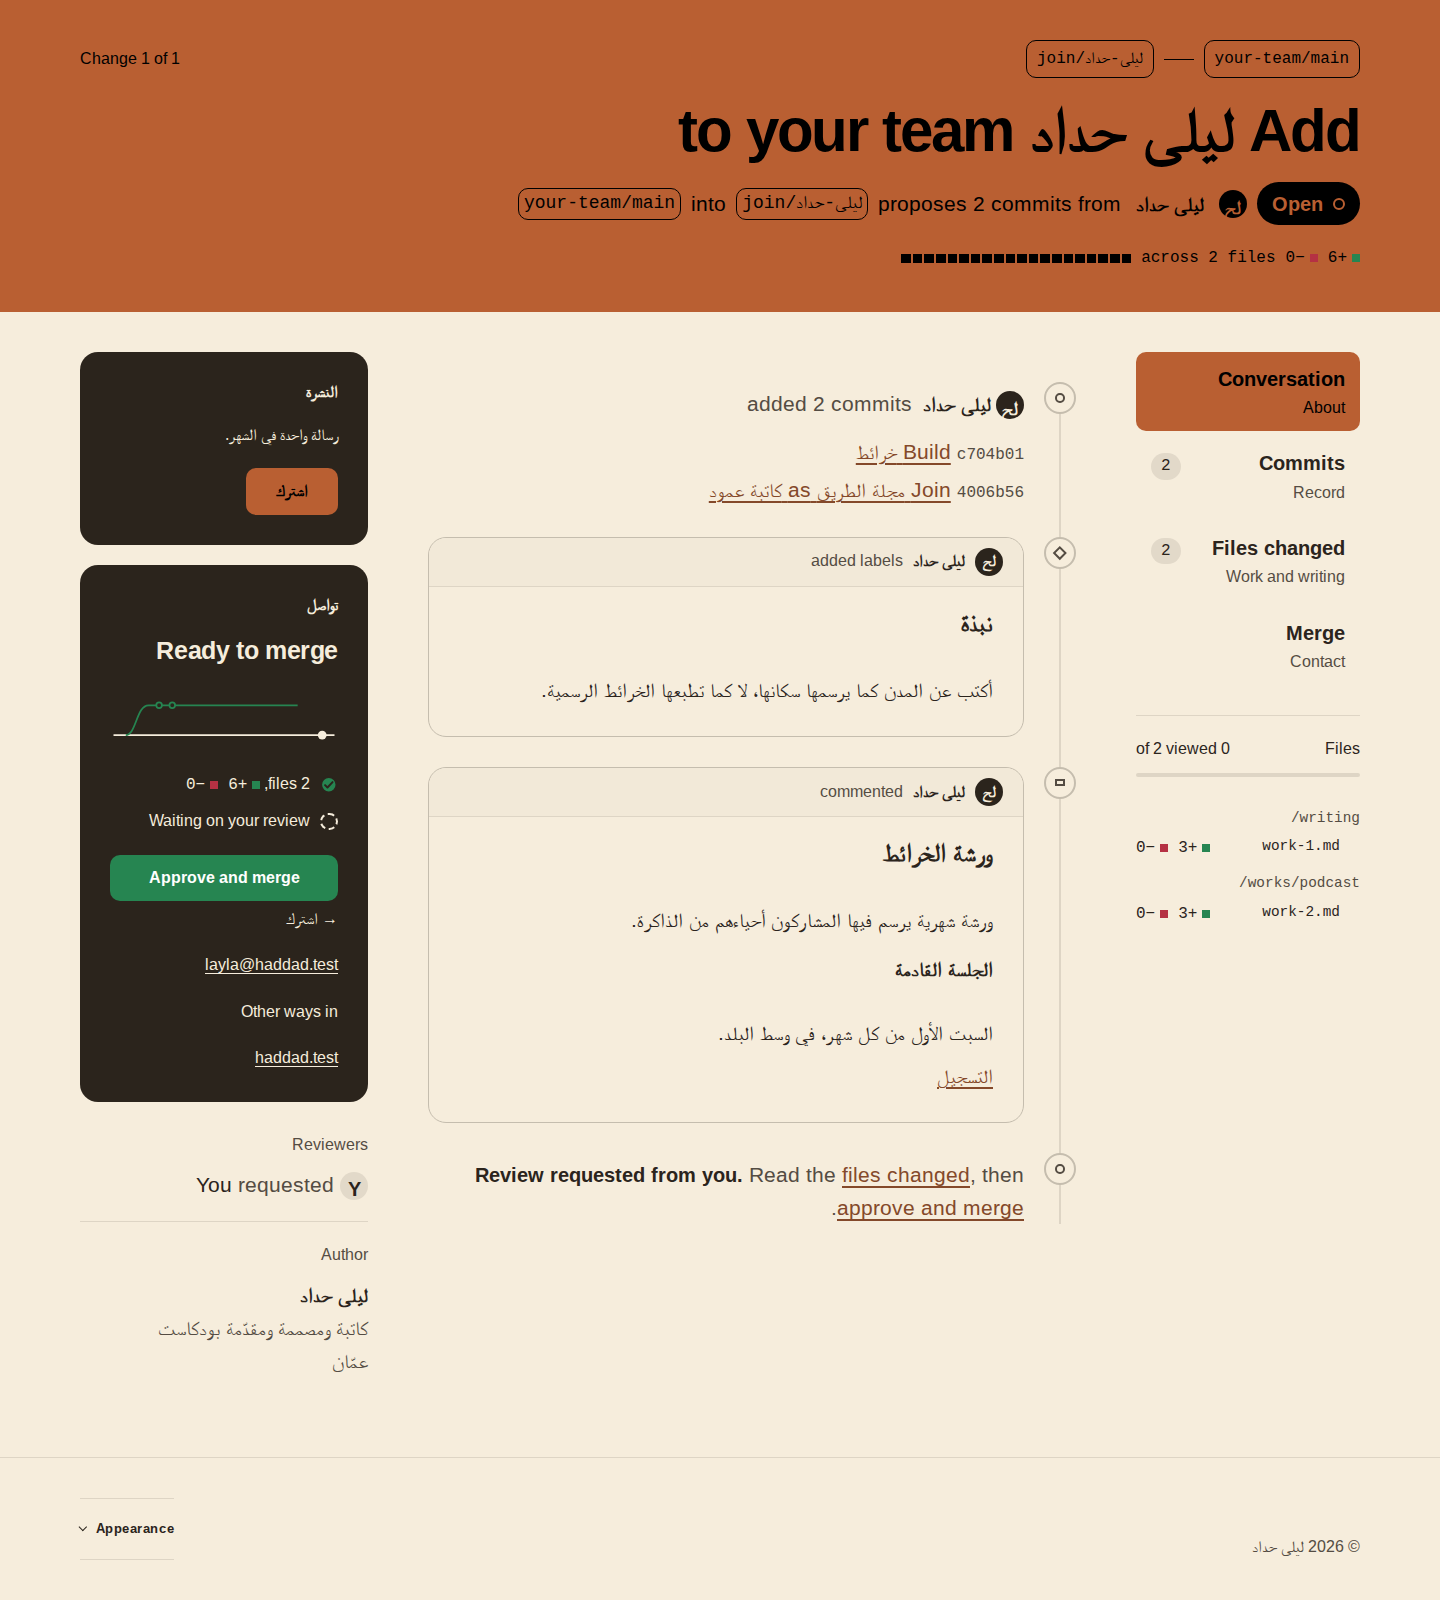 your-team/main
join/ليلى-حداد
Change 1 of 1
Add ليلى حداد to your team
Open
لح
ليلى حداد proposes 2 commits from join/ليلى-حداد into your-team/main
+6 −0 across 2 files
Conversation
About
Commits
2
Record
Files changed
2
Work and writing
Merge
Contact
Files
0 of 2 viewed
writing/
work-1.md
+3 −0
works/podcast/
work-2.md
+3 −0
لح ليلى حداد added 2 commits
c704b01 Build خرائط
4006b56 Join مجلة الطريق as كاتبة عمود
لح ليلى حداد added labels
نبذة
أكتب عن المدن كما يرسمها سكانها، لا كما تطبعها الخرائط الرسمية.
لح ليلى حداد commented
ورشة الخرائط
ورشة شهرية يرسم فيها المشاركون أحياءهم من الذاكرة.
الجلسة القادمة
السبت الأول من كل شهر، في وسط البلد.
التسجيل
Review requested from you. Read the files changed, then
approve and merge.
النشرة
رسالة واحدة في الشهر.
اشترك
تواصل
Ready to merge
2 files, +6 −0
Waiting on your review
Approve and merge
→ اشترك
layla@haddad.test
Other ways in
haddad.test
Reviewers
Y
You requested
Author
ليلى حداد
كاتبة ومصممة ومقدّمة بودكاست
عمّان
© 2026 ليلى حداد
Appearance